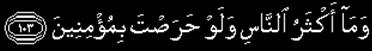 وَمَآ أَكْثَرُ ٱلنَّاسِ وَلَوْ حَرَصْتَ بِمُؤْمِنِينَ ١٠٣